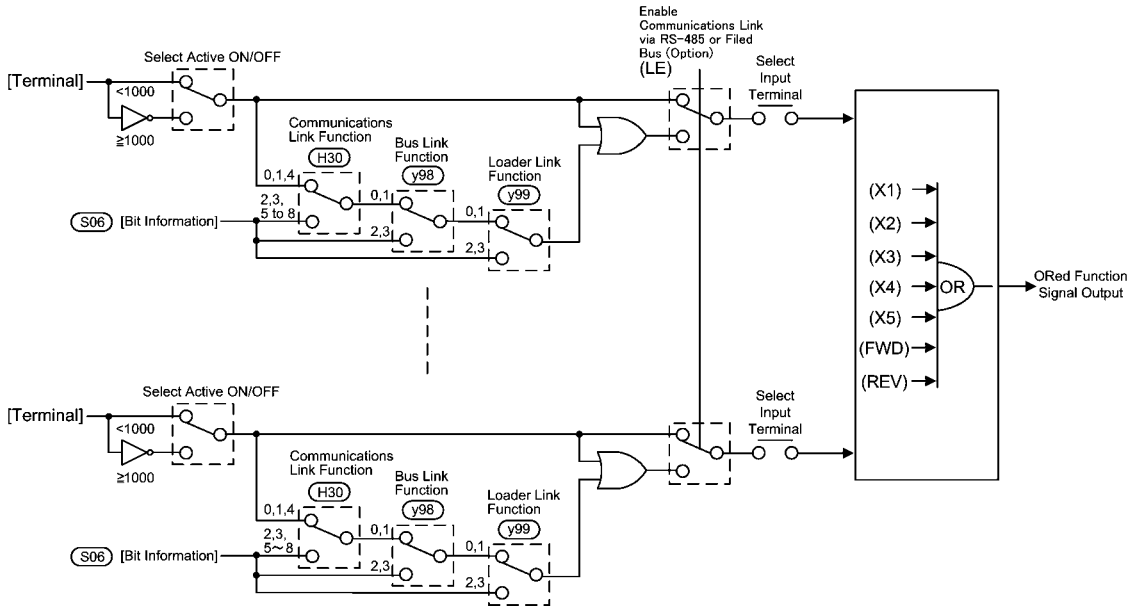 Enable
Communications Link
via RS-485 or Filed
Bus (Option)
(LE)
Select Active ON/OFF
[Terminal]
<1000
≧1000
Select
Input
Terminal
Communications
Link Function
H30
Bus Link
Function
y98
Loader Link
Function
y99
0,1,4
2,3,
5 to 8
0,1
2,3
0,1
2,3
S06 [Bit Information]
(X1)
(X2)
(X3)
(X4)
(X5)
(FWD)
(REV)
OR
ORed Function
Signal Output
Select Active ON/OFF
[Terminal]
<1000
≧1000
Select
Input
Terminal
Communications
Link Function
H30
Bus Link
Function
y98
Loader Link
Function
y99
0,1,4
2,3,
5~8
0,1
2,3
0,1
2,3
S06 [Bit Information]